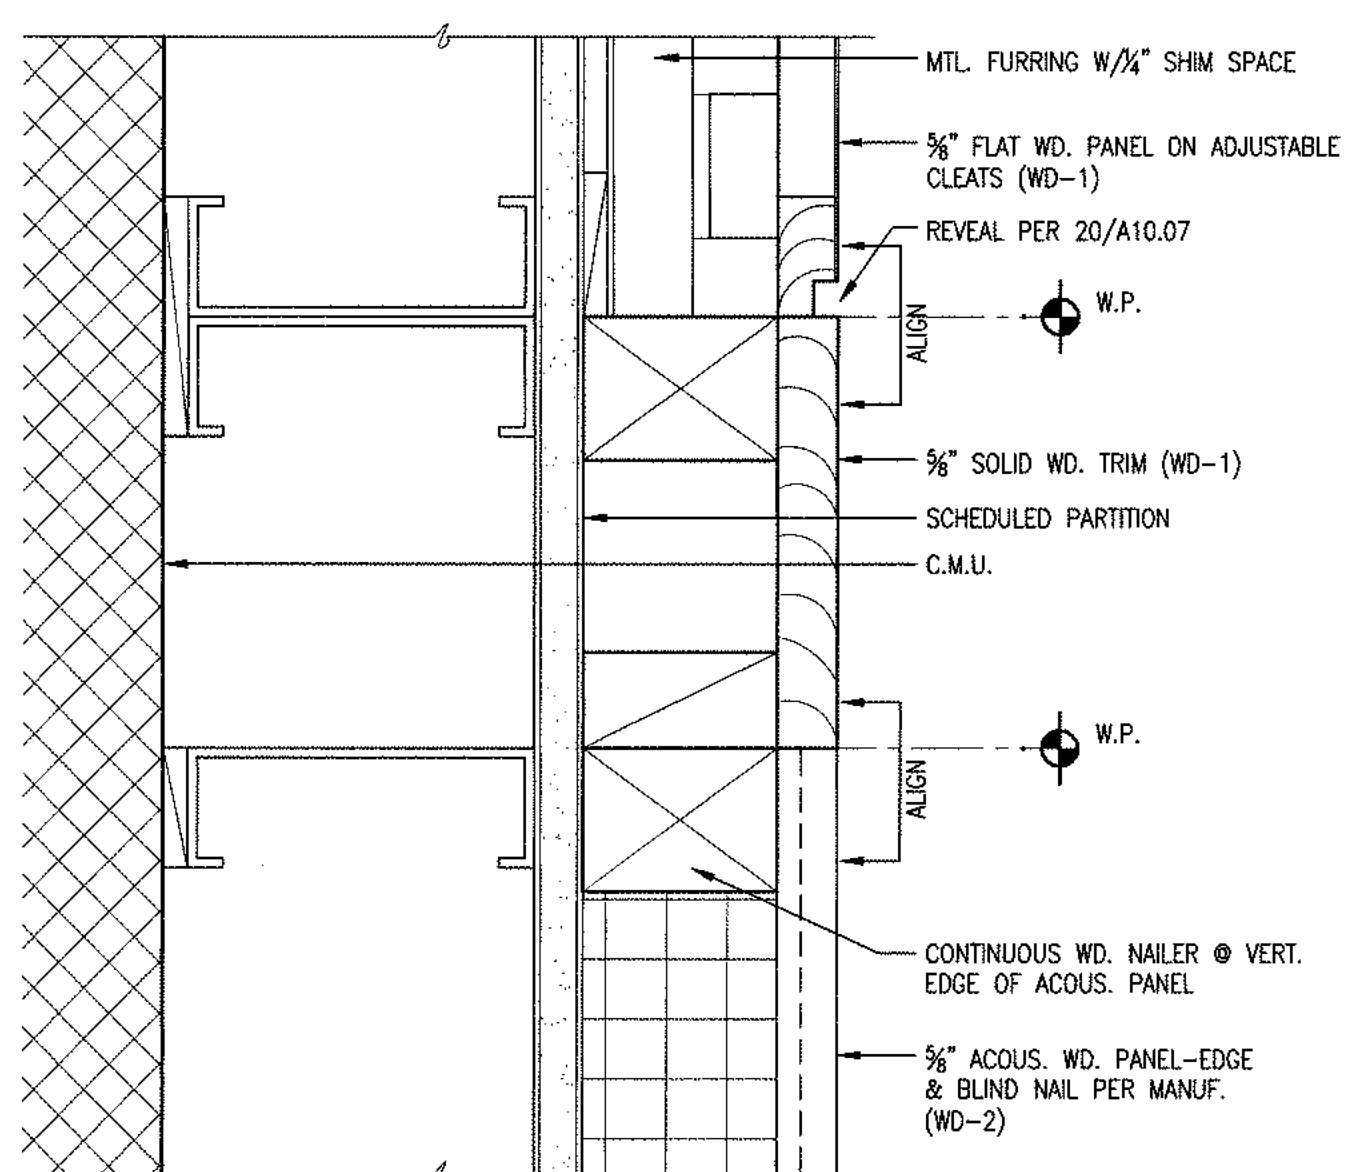 MTL. FURRING W/¼" SHIM SPACE
⅝" FLAT WD. PANEL ON ADJUSTABLE
CLEATS (WD-1)
REVEAL PER 20/A10.07
W.P.
ALIGN
⅝" SOLID WD. TRIM (WD-1)
SCHEDULED PARTITION
C.M.U.
W.P.
ALIGN
CONTINUOUS WD. NAILER @ VERT.
EDGE OF ACOUS. PANEL
⅝" ACOUS. WD. PANEL-EDGE
& BLIND NAIL PER MANUF.
(WD-2)